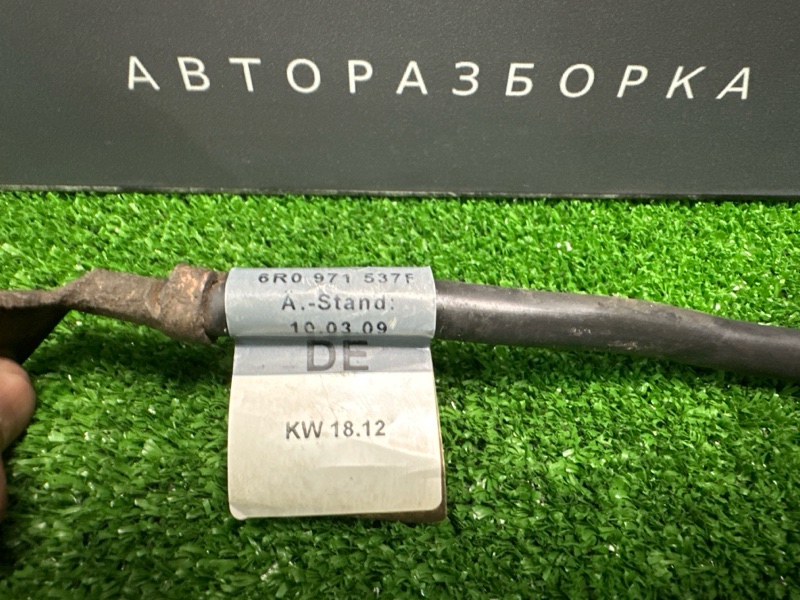 АВТОРАЗБОРКА
6R0 971 537F
Ä.-Stand:
10.03.09
DE
KW 18.12